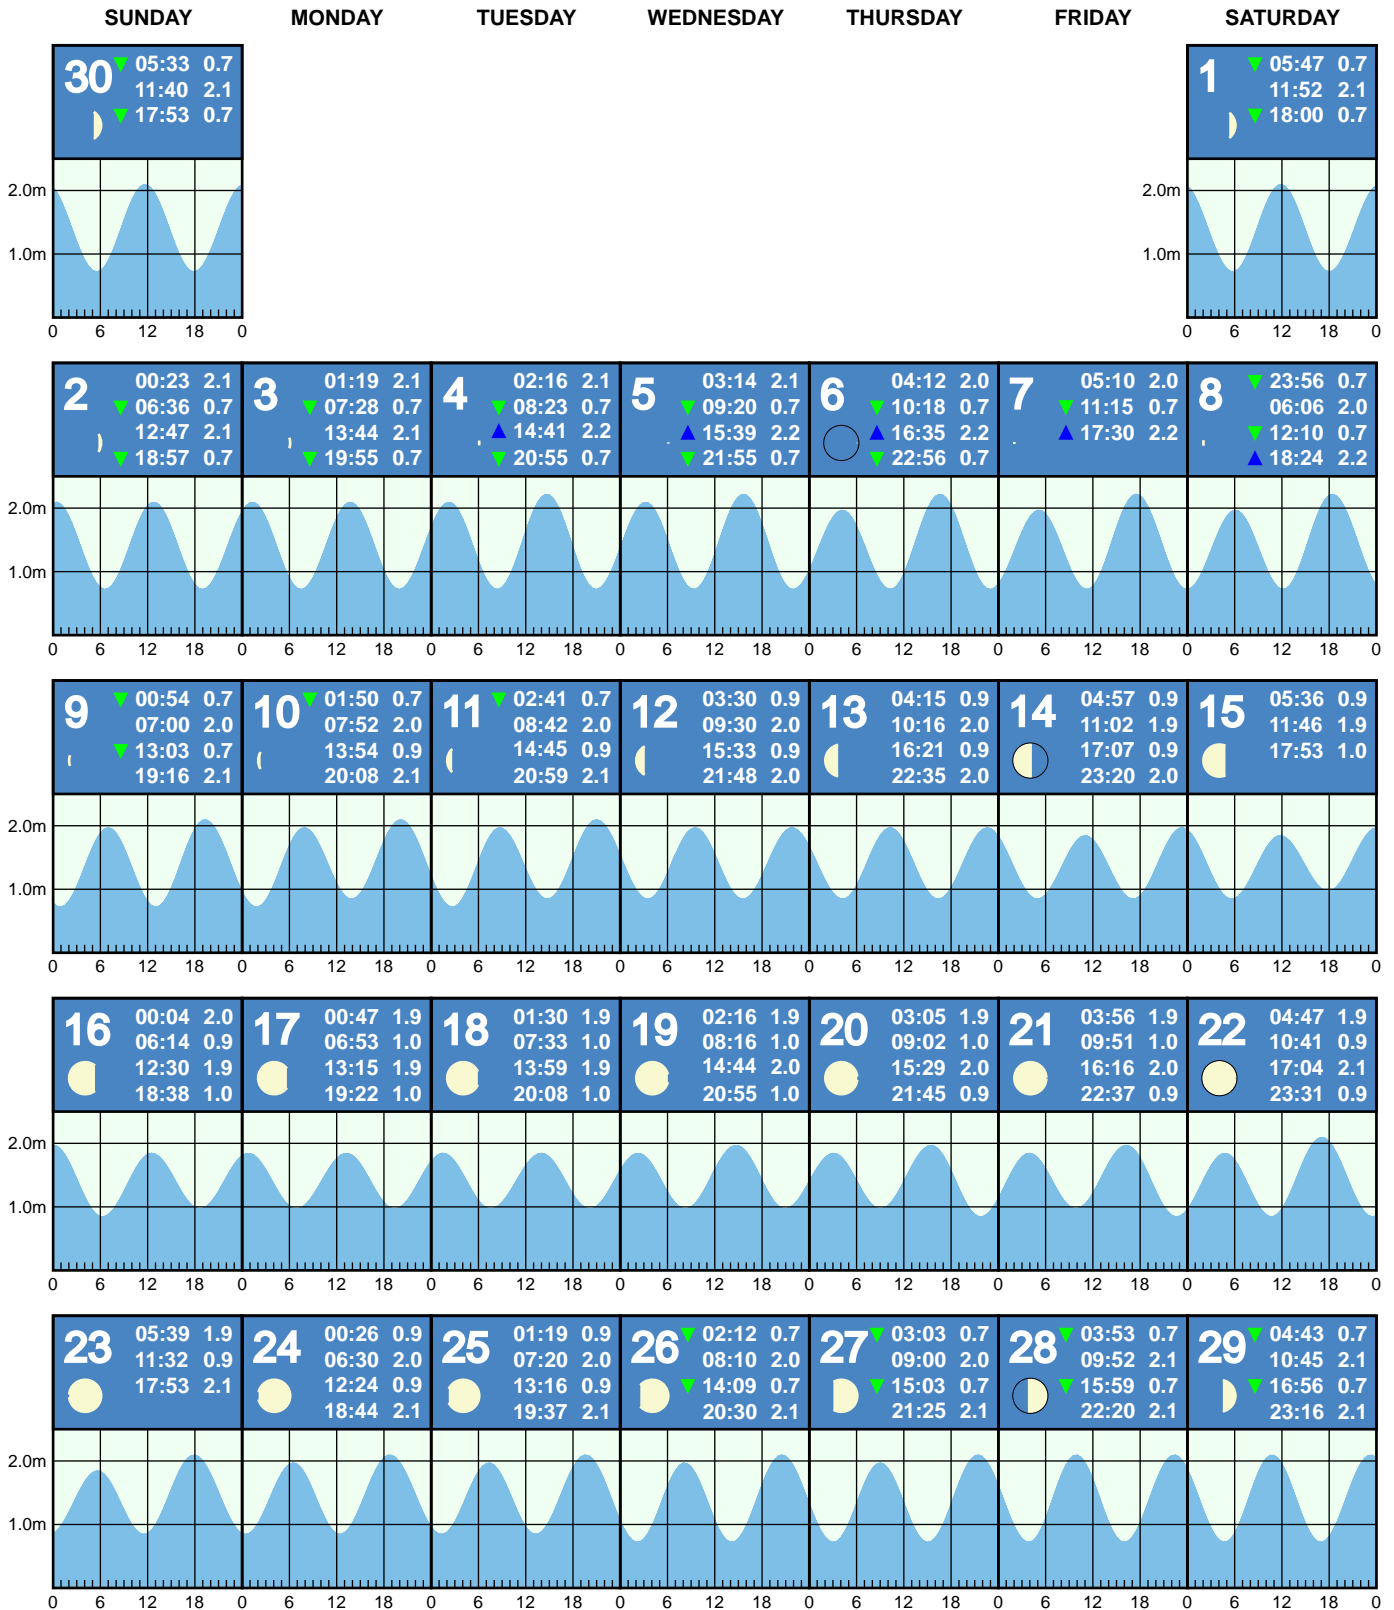 SUNDAY MONDAY TUESDAY WEDNESDAY THURSDAY FRIDAY SATURDAY
30 05:33 0.7
11:40 2.1
17:53 0.7
1 05:47 0.7
11:52 2.1
18:00 0.7
2.0m
1.0m
0 6 12 18 0
2.0m
1.0m
0 6 12 18 0
2 00:23 2.1
06:36 0.7
12:47 2.1
18:57 0.7
3 01:19 2.1
07:28 0.7
13:44 2.1
19:55 0.7
4 02:16 2.1
08:23 0.7
14:41 2.2
20:55 0.7
5 03:14 2.1
09:20 0.7
15:39 2.2
21:55 0.7
6 04:12 2.0
10:18 0.7
16:35 2.2
22:56 0.7
7 05:10 2.0
11:15 0.7
17:30 2.2
8 23:56 0.7
06:06 2.0
12:10 0.7
18:24 2.2
2.0m
1.0m
0 6 12 18 0 6 12 18 0 6 12 18 0 6 12 18 0 6 12 18 0 6 12 18 0 6 12 18 0
9 00:54 0.7
07:00 2.0
13:03 0.7
19:16 2.1
10 01:50 0.7
07:52 2.0
13:54 0.9
20:08 2.1
11 02:41 0.7
08:42 2.0
14:45 0.9
20:59 2.1
12 03:30 0.9
09:30 2.0
15:33 0.9
21:48 2.0
13 04:15 0.9
10:16 2.0
16:21 0.9
22:35 2.0
14 04:57 0.9
11:02 1.9
17:07 0.9
23:20 2.0
15 05:36 0.9
11:46 1.9
17:53 1.0
2.0m
1.0m
0 6 12 18 0 6 12 18 0 6 12 18 0 6 12 18 0 6 12 18 0 6 12 18 0 6 12 18 0
16 00:04 2.0
06:14 0.9
12:30 1.9
18:38 1.0
17 00:47 1.9
06:53 1.0
13:15 1.9
19:22 1.0
18 01:30 1.9
07:33 1.0
13:59 1.9
20:08 1.0
19 02:16 1.9
08:16 1.0
14:44 2.0
20:55 1.0
20 03:05 1.9
09:02 1.0
15:29 2.0
21:45 0.9
21 03:56 1.9
09:51 1.0
16:16 2.0
22:37 0.9
22 04:47 1.9
10:41 0.9
17:04 2.1
23:31 0.9
2.0m
1.0m
0 6 12 18 0 6 12 18 0 6 12 18 0 6 12 18 0 6 12 18 0 6 12 18 0 6 12 18 0
23 05:39 1.9
11:32 0.9
17:53 2.1
24 00:26 0.9
06:30 2.0
12:24 0.9
18:44 2.1
25 01:19 0.9
07:20 2.0
13:16 0.9
19:37 2.1
26 02:12 0.7
08:10 2.0
14:09 0.7
20:30 2.1
27 03:03 0.7
09:00 2.0
15:03 0.7
21:25 2.1
28 03:53 0.7
09:52 2.1
15:59 0.7
22:20 2.1
29 04:43 0.7
10:45 2.1
16:56 0.7
23:16 2.1
2.0m
1.0m
0 6 12 18 0 6 12 18 0 6 12 18 0 6 12 18 0 6 12 18 0 6 12 18 0 6 12 18 0